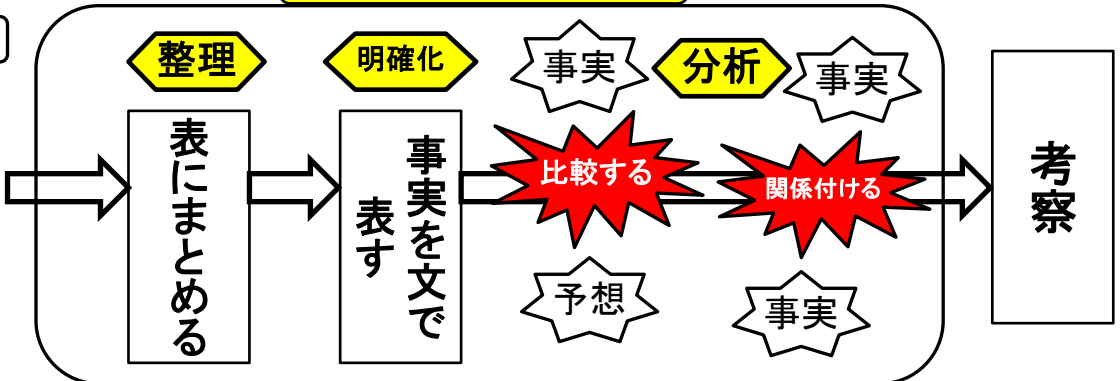 整理
表にまとめる
明確化
事実を文で
表す
分析
事実
比較する
予想
事実
関係付ける
事実
考察